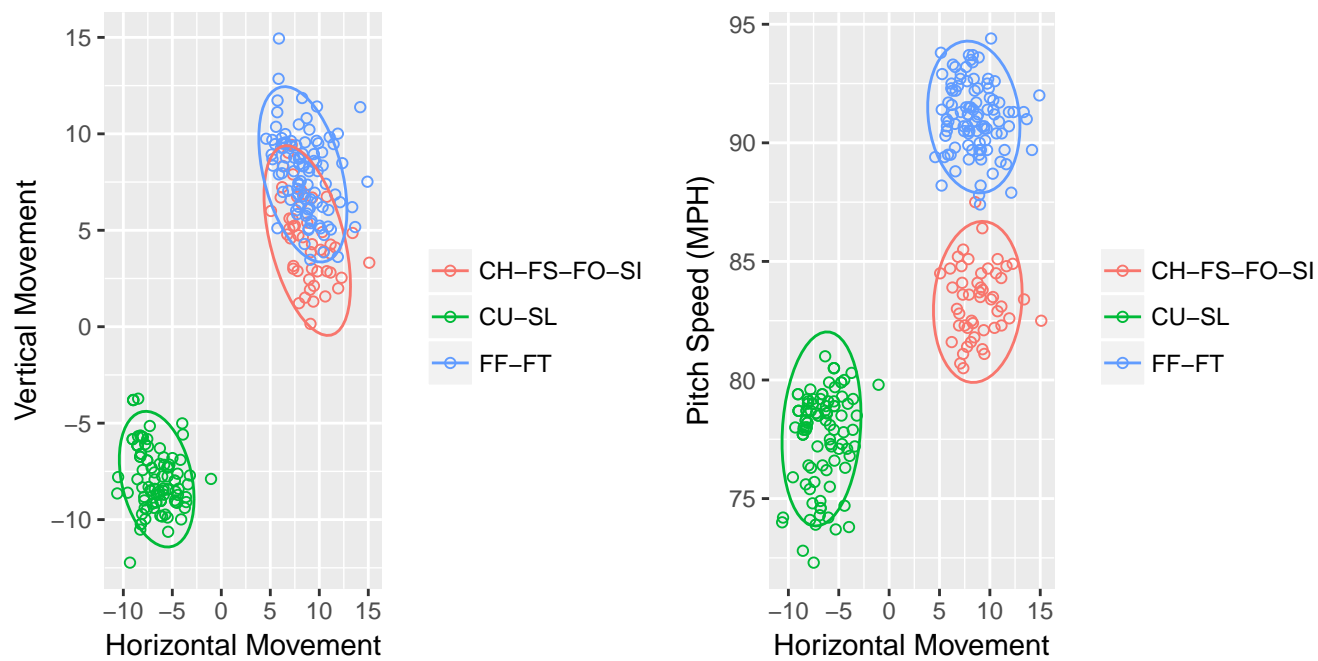 Vertical Movement
15
10
5
0
−5
−10
−10 −5 0 5 10 15
Horizontal Movement
CH−FS−FO−SI
CU−SL
FF−FT
Pitch Speed (MPH)
95
90
85
80
75
−10 −5 0 5 10 15
Horizontal Movement
CH−FS−FO−SI
CU−SL
FF−FT